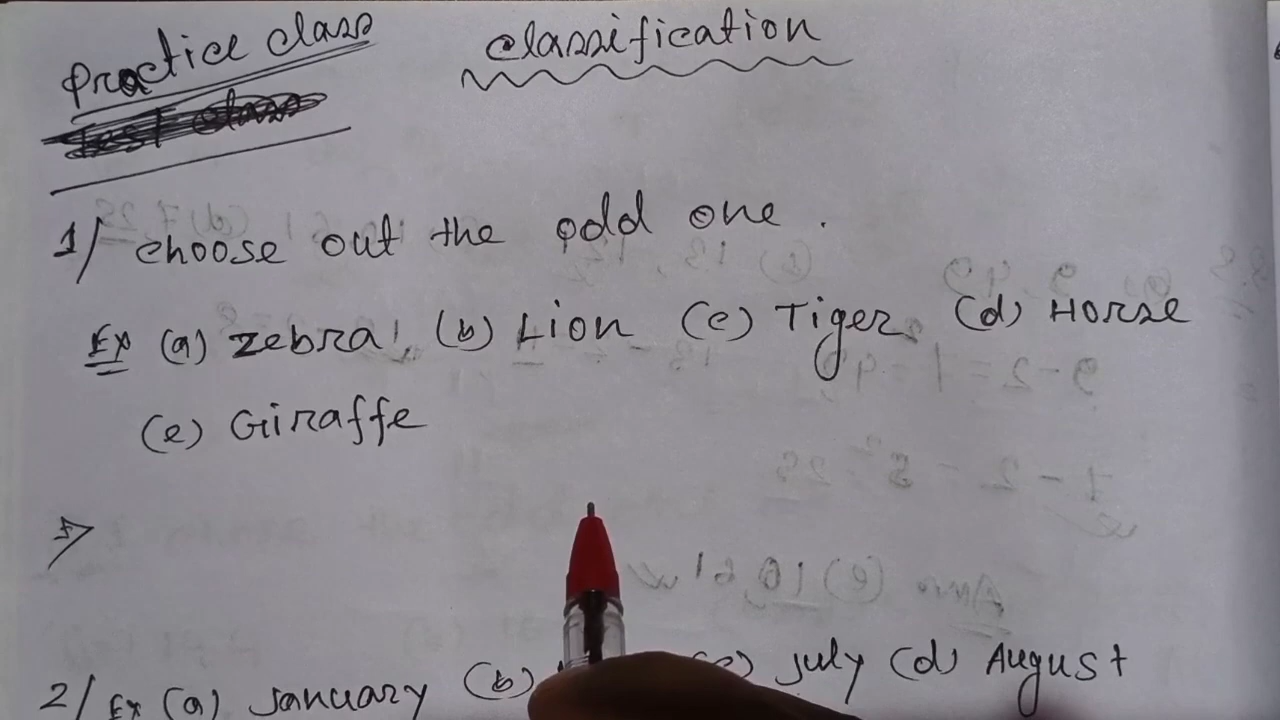 Practice class
classification
Test class
1/ choose out the odd one.
Ex (a) zebra, (b) Lion (c) Tiger (d) Horse
(e) Giraffe
2/ Ex (a) January (b) (c) July (d) August